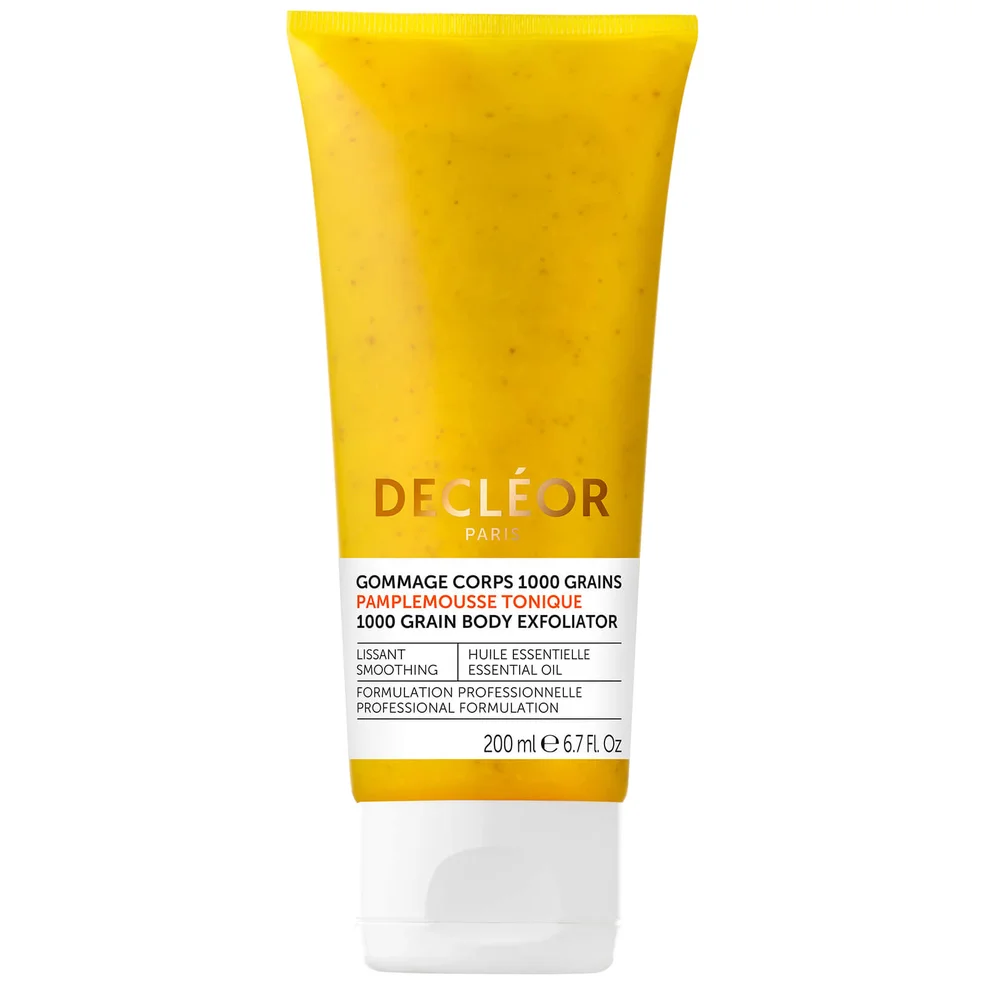 DECLÉOR
PARIS
GOMMAGE CORPS 1000 GRAINS
PAMPLEMOUSSE TONIQUE
1000 GRAIN BODY EXFOLIATOR
LISSANT
SMOOTHING
HUILE ESSENTIELLE
ESSENTIAL OIL
FORMULATION PROFESSIONNELLE
PROFESSIONAL FORMULATION
200 ml ℮ 6.7 Fl. Oz